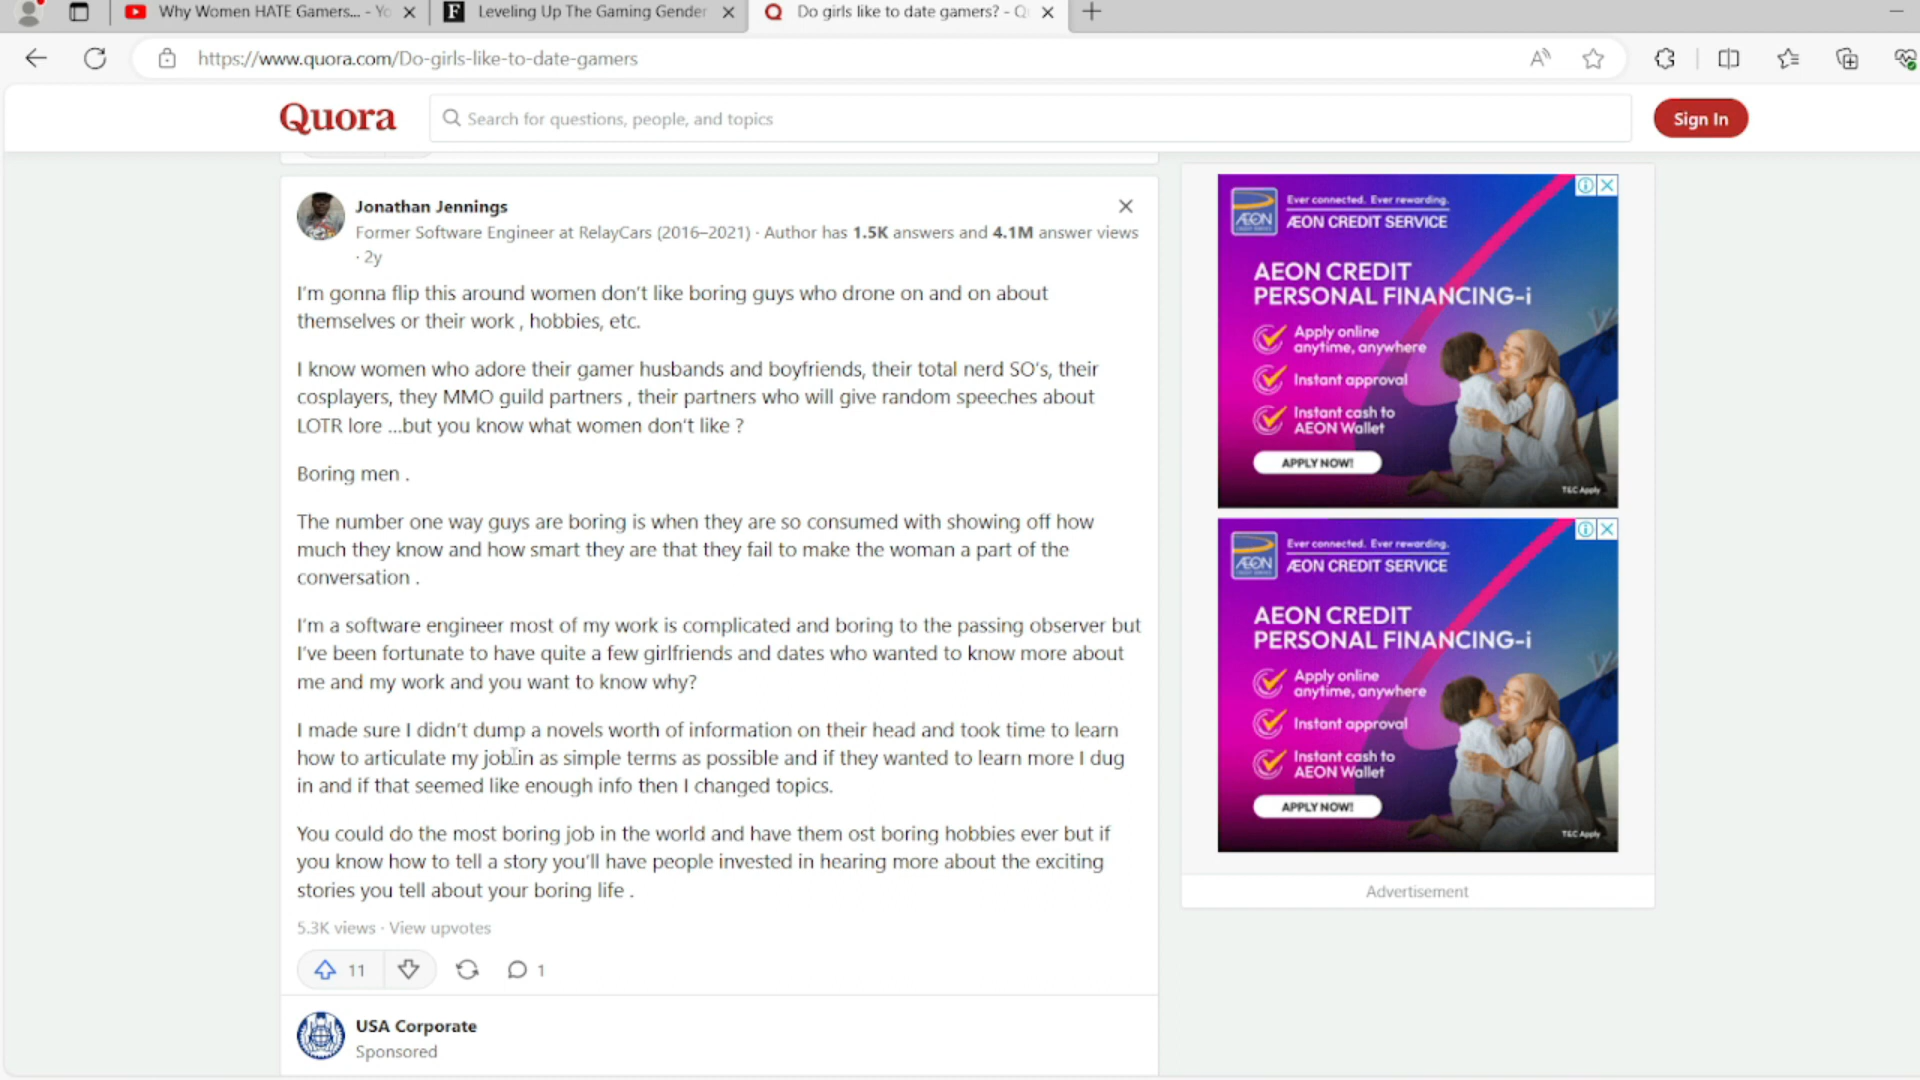 Why Women HATE Gamers... - Yo
Leveling Up The Gaming Gender
Do girls like to date gamers? - Q
https://www.quora.com/Do-girls-like-to-date-gamers
Quora
Search for questions, people, and topics
Sign In
Jonathan Jennings
Former Software Engineer at RelayCars (2016–2021) · Author has 1.5K answers and 4.1M answer views
· 2y
I'm gonna flip this around women don't like boring guys who drone on and on about
themselves or their work , hobbies, etc.
I know women who adore their gamer husbands and boyfriends, their total nerd SO's, their
cosplayers, they MMO guild partners , their partners who will give random speeches about
LOTR lore ...but you know what women don't like ?
Boring men .
The number one way guys are boring is when they are so consumed with showing off how
much they know and how smart they are that they fail to make the woman a part of the
conversation .
I'm a software engineer most of my work is complicated and boring to the passing observer but
I've been fortunate to have quite a few girlfriends and dates who wanted to know more about
me and my work and you want to know why?
I made sure I didn't dump a novels worth of information on their head and took time to learn
how to articulate my job in as simple terms as possible and if they wanted to learn more I dug
in and if that seemed like enough info then I changed topics.
You could do the most boring job in the world and have them ost boring hobbies ever but if
you know how to tell a story you'll have people invested in hearing more about the exciting
stories you tell about your boring life .
5.3K views · View upvotes
11
1
USA Corporate
Sponsored
ÆON
CREDIT SERVICE
Ever connected. Ever rewarding.
ÆON CREDIT SERVICE
AEON CREDIT
PERSONAL FINANCING-i
Apply online
anytime, anywhere
Instant approval
Instant cash to
AEON Wallet
APPLY NOW!
T&C Apply
ÆON
CREDIT SERVICE
Ever connected. Ever rewarding.
ÆON CREDIT SERVICE
AEON CREDIT
PERSONAL FINANCING-i
Apply online
anytime, anywhere
Instant approval
Instant cash to
AEON Wallet
APPLY NOW!
T&C Apply
Advertisement